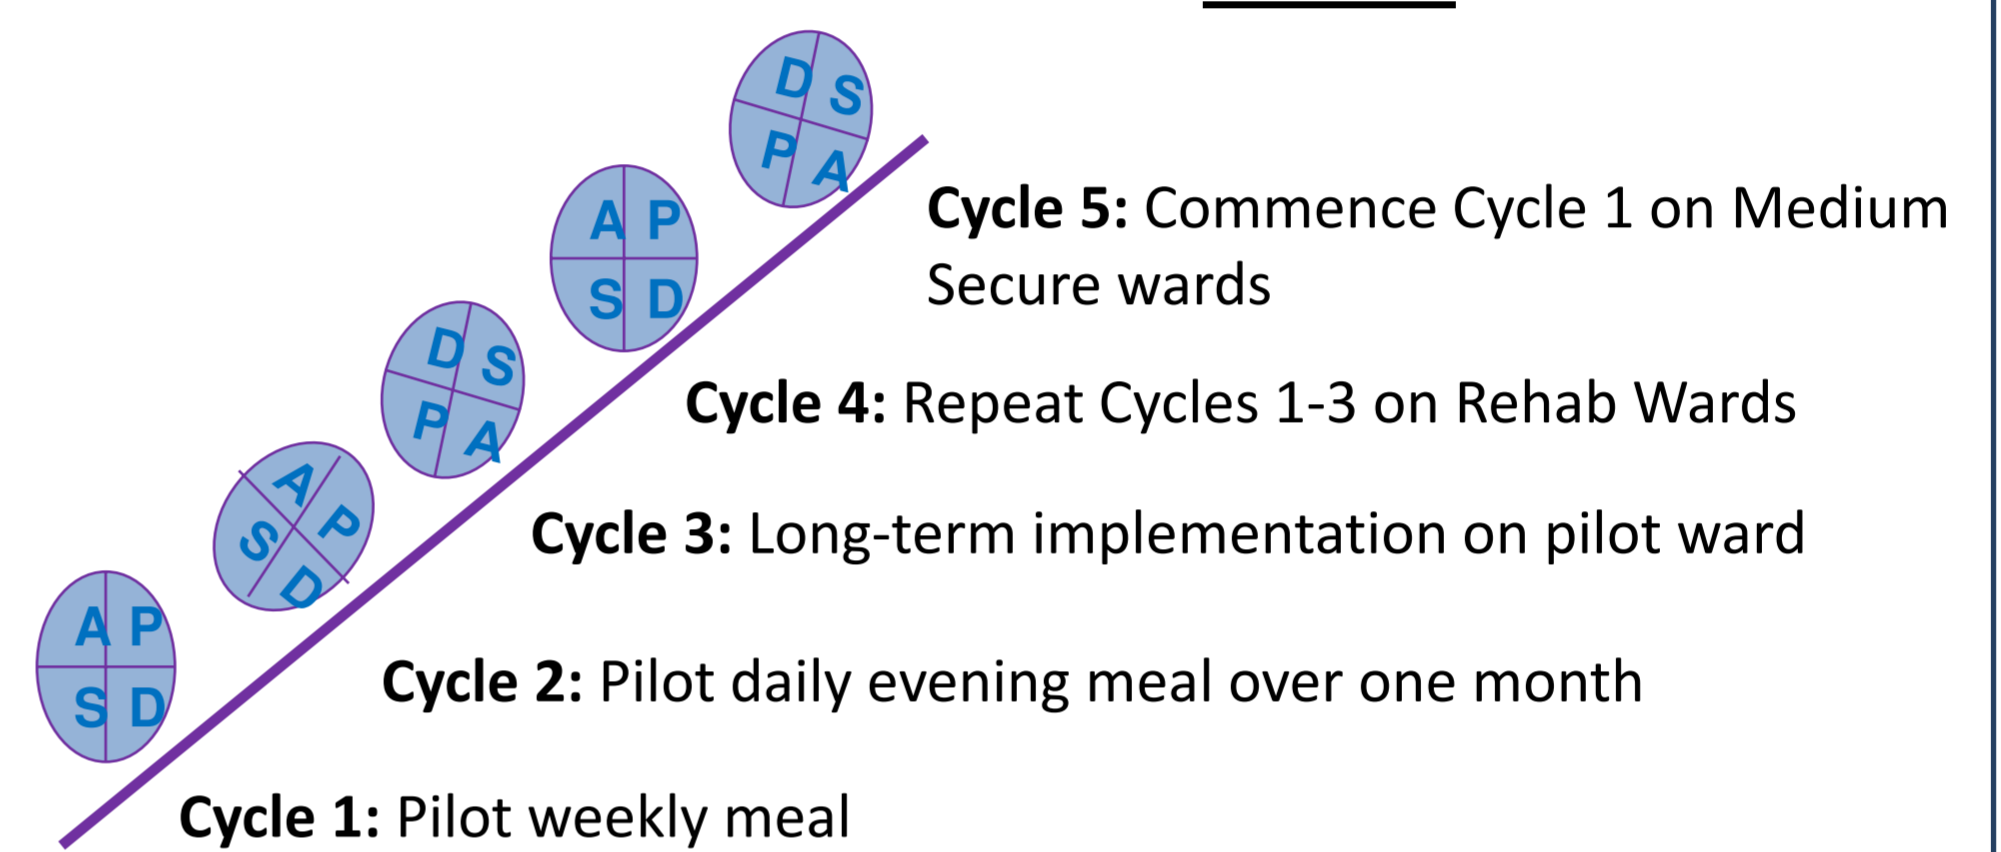 D S
P A
Cycle 5: Commence Cycle 1 on Medium
Secure wards
A P
S D
Cycle 4: Repeat Cycles 1-3 on Rehab Wards
D S
P A
Cycle 3: Long-term implementation on pilot ward
A P
S D
Cycle 2: Pilot daily evening meal over one month
A P
S D
Cycle 1: Pilot weekly meal